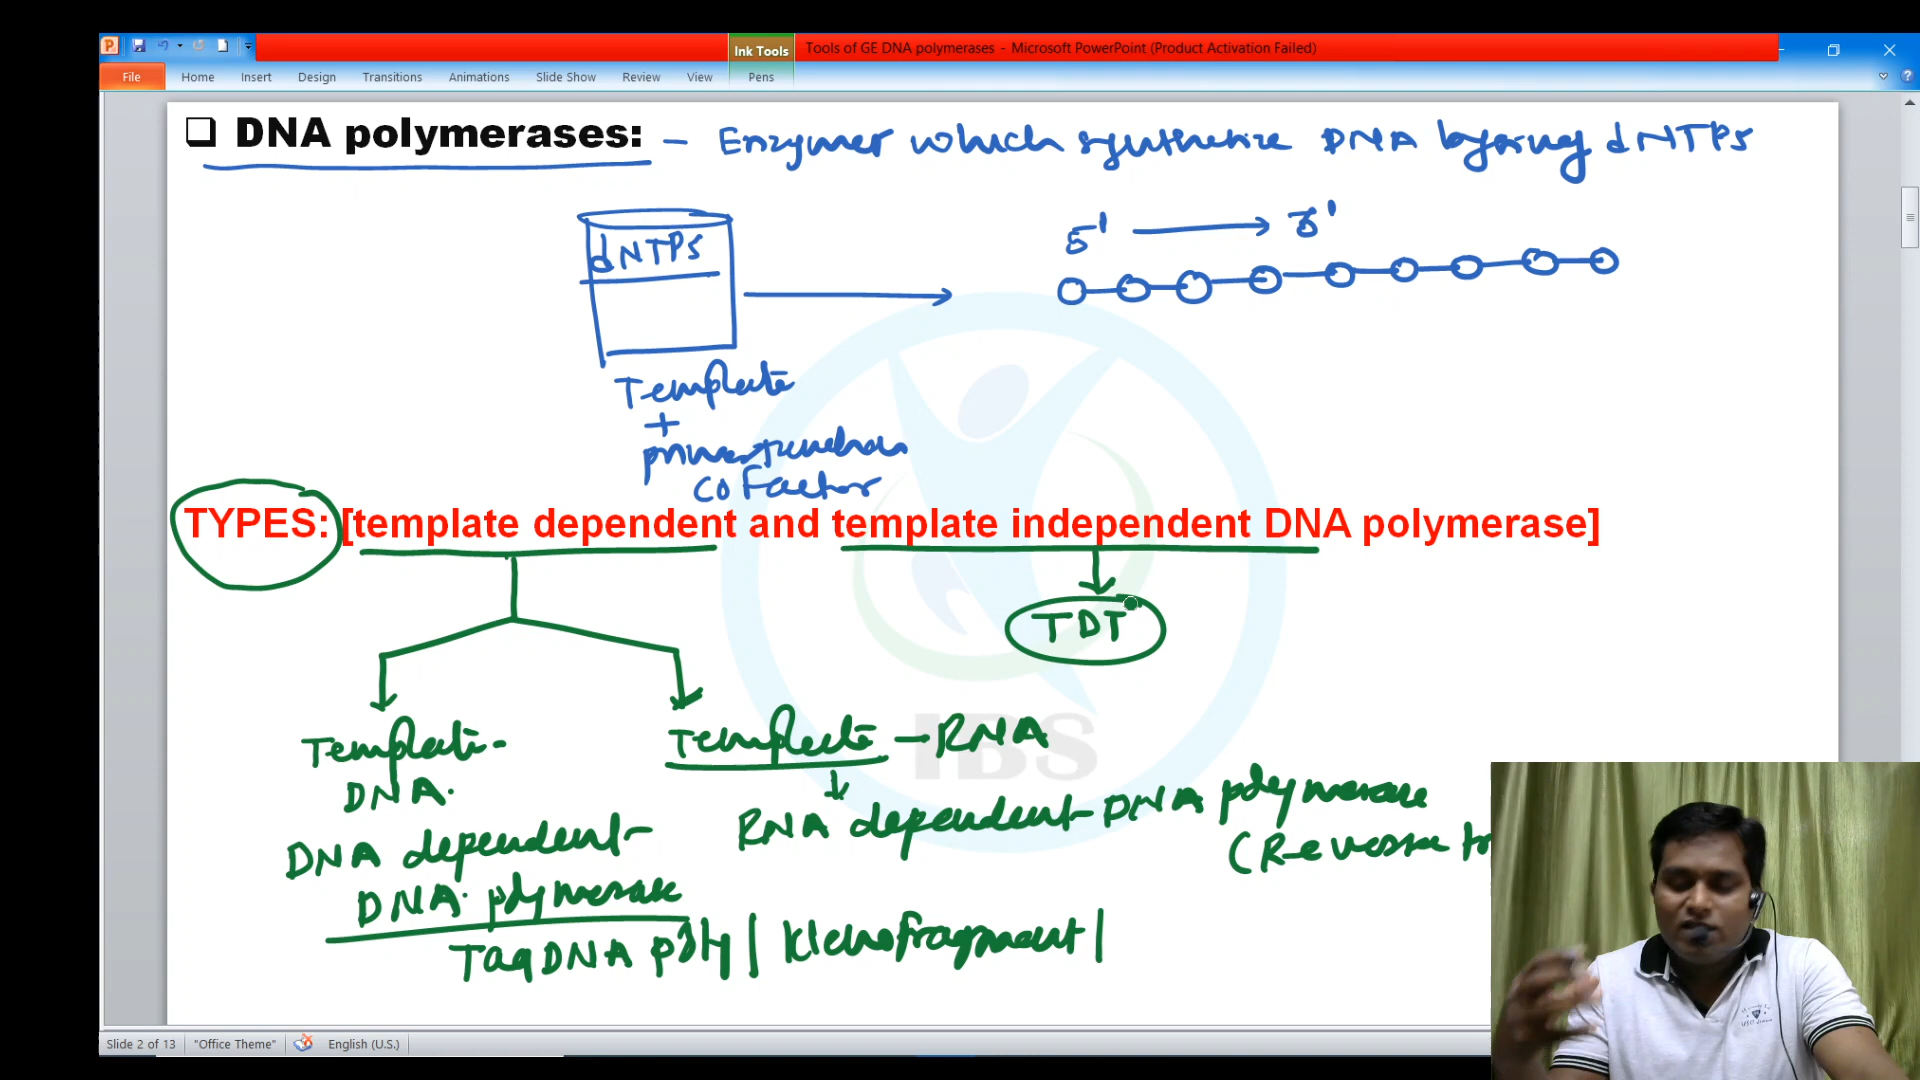 Ink Tools
Tools of GE DNA polymerases - Microsoft PowerPoint (Product Activation Failed)
File Home Insert Design Transitions Animations Slide Show Review View Pens
DNA polymerases: - Enzymes which synthesize DNA by using dNTPs
5' → 3'
dNTPs
Template
+
primer
CO Factor
TYPES: [template dependent and template independent DNA polymerase]
TDT
Template - DNA.
Template - RNA
RNA dependent DNA polymerase
(Reverse
DNA dependent
DNA polymerase
Taq DNA poly | Kleno fragment |
IBS
Slide 2 of 13 "Office Theme" English (U.S.)